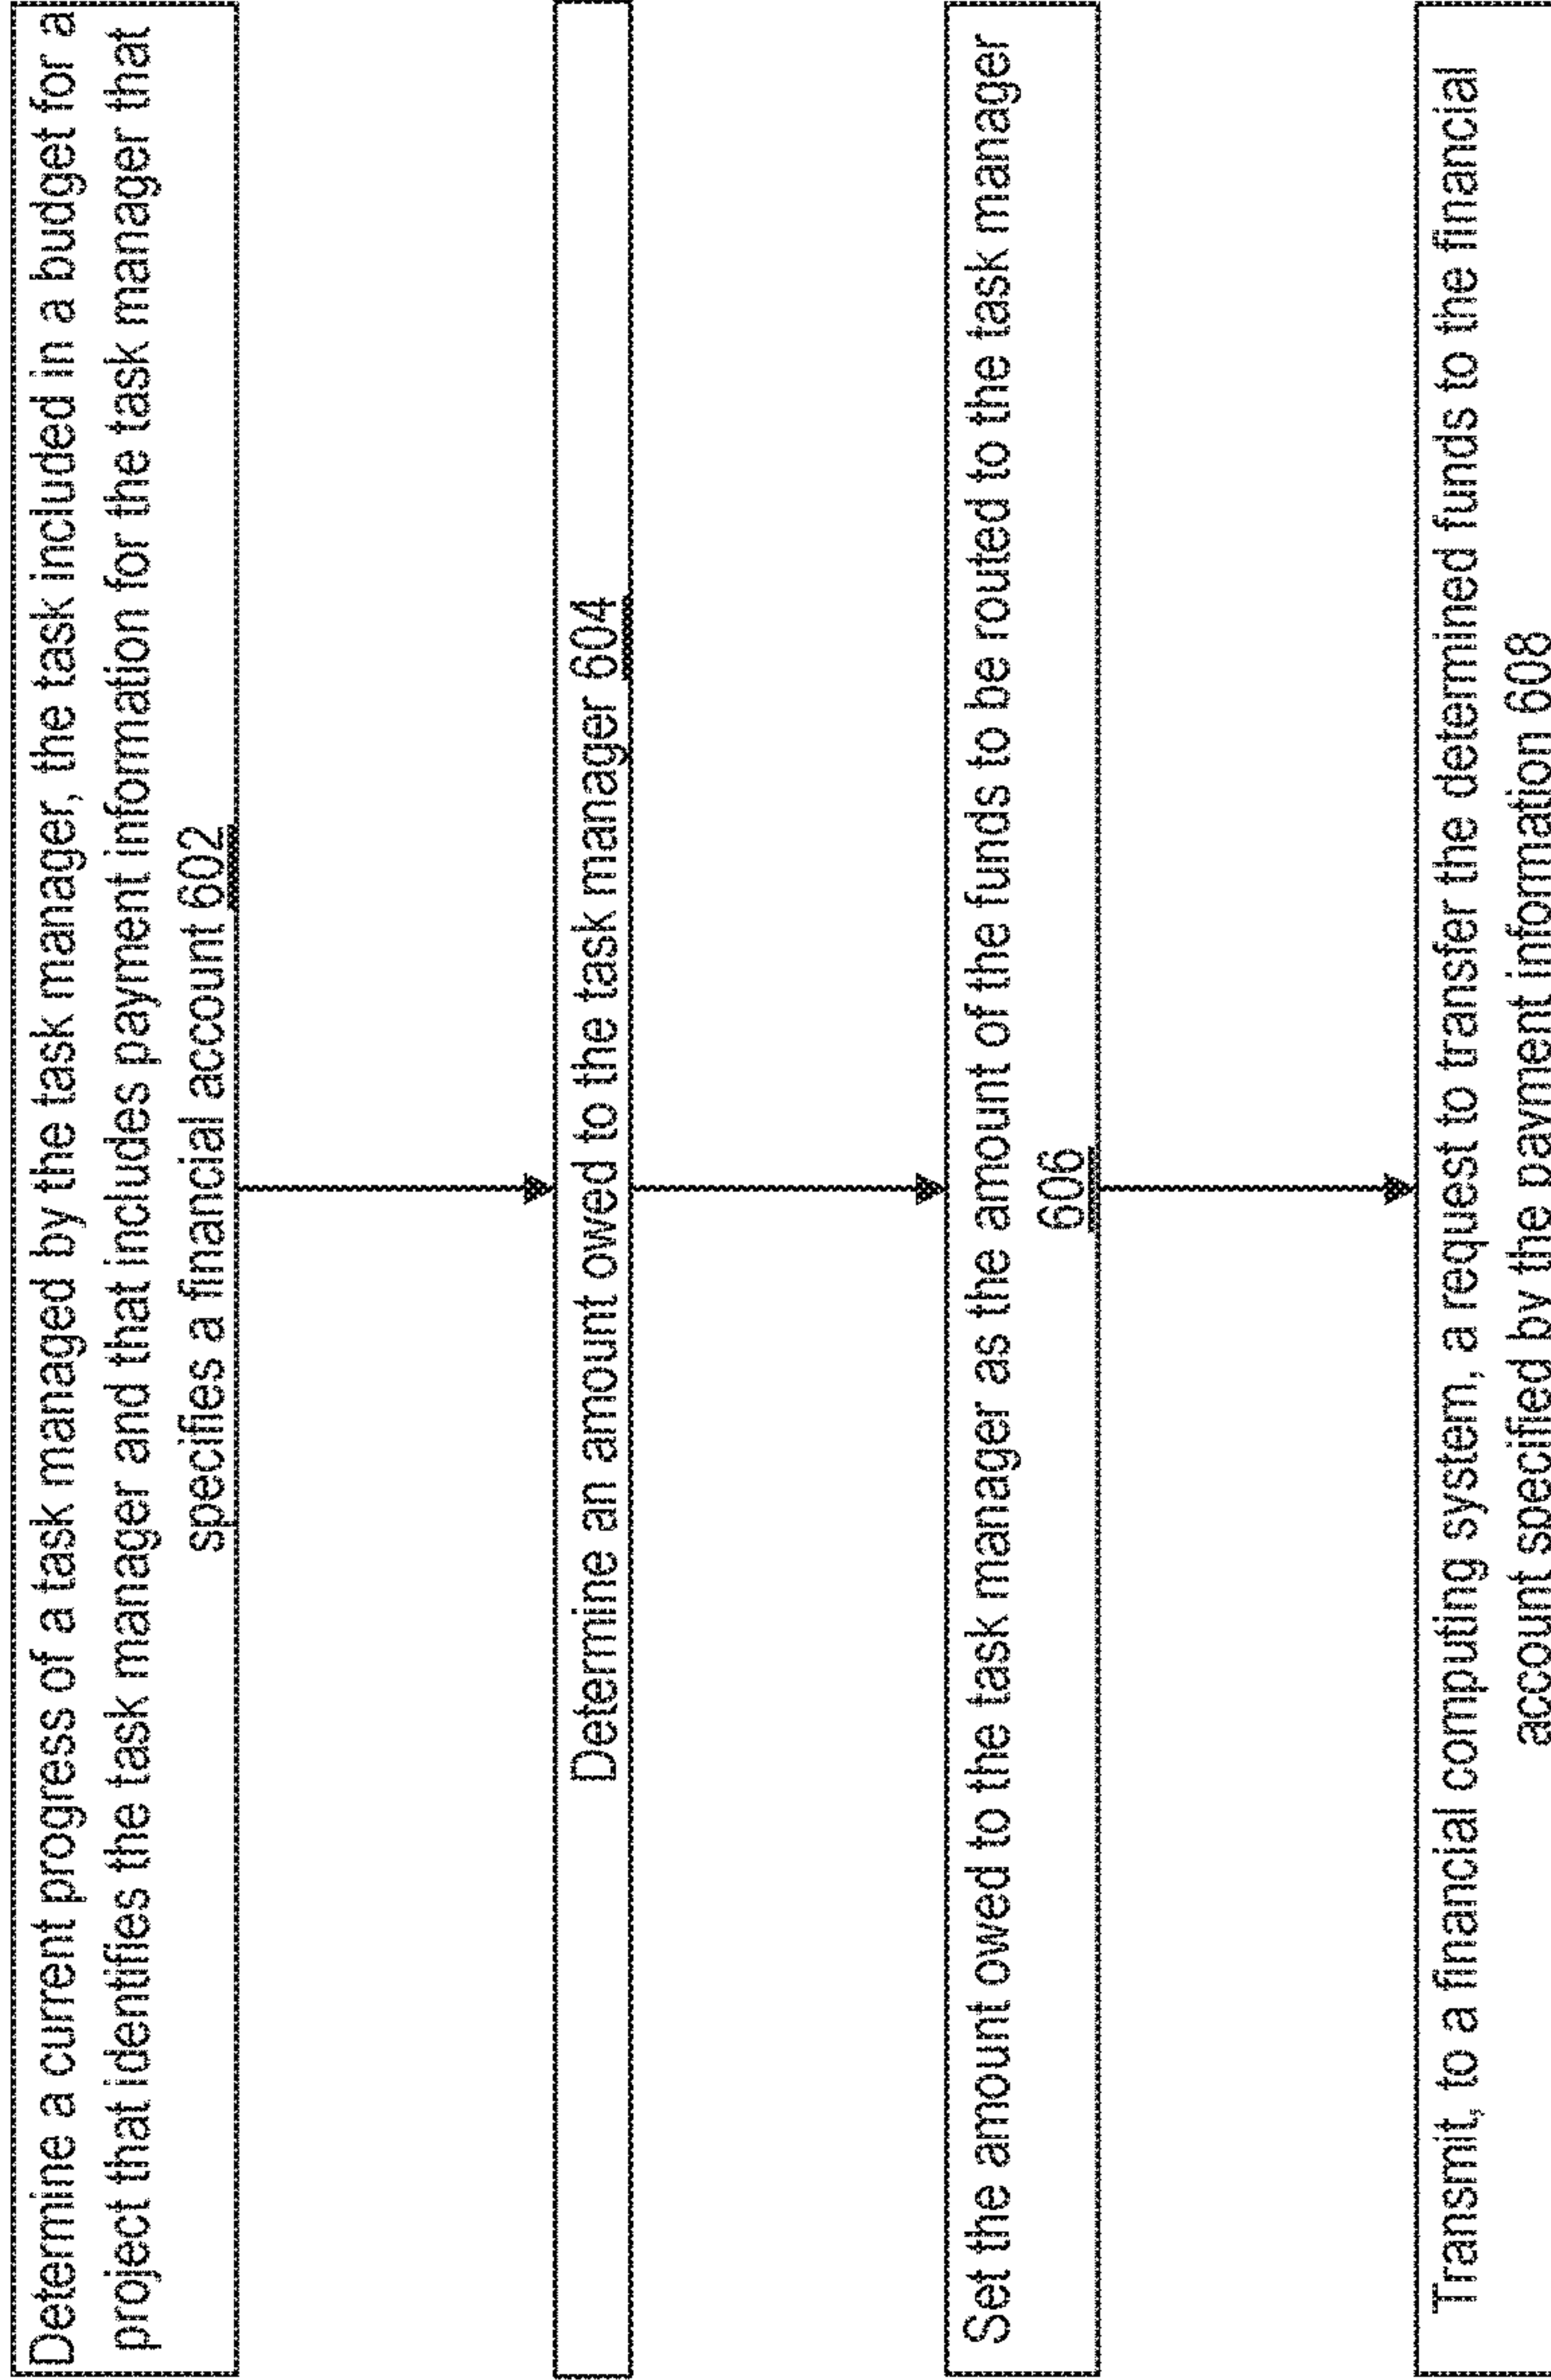 Determine a current progress of a task managed by the task manager, the task included in a budget for a
project that identifies the task manager and that includes payment information for the task manager that
specifies a financial account 602
Determine an amount owed to the task manager 604
Set the amount owed to the task manager as the amount of the funds to be routed to the task manager
606
Transmit, to a financial computing system, a request to transfer the determined funds to the financial
account specified by the payment information 608